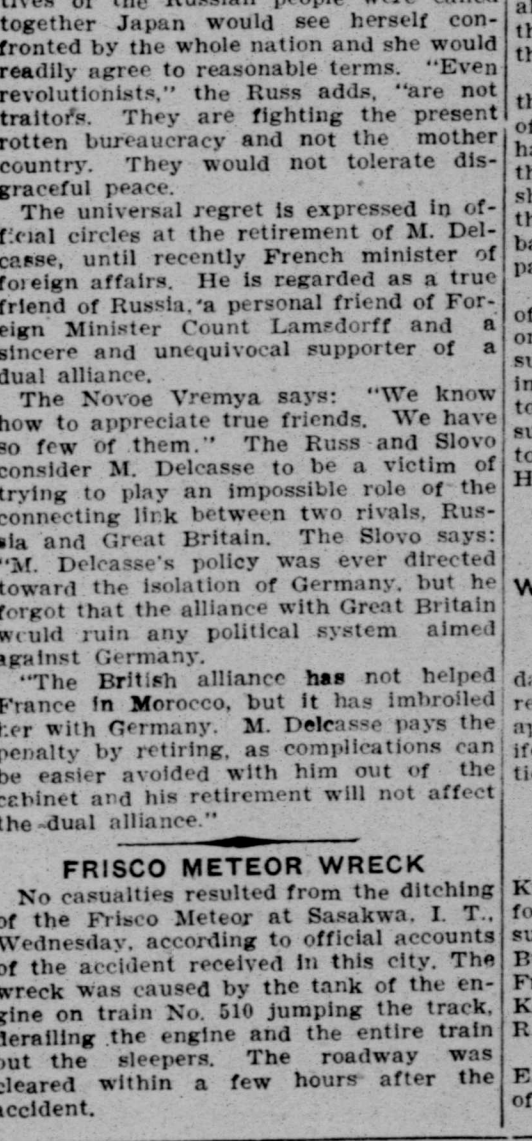 together Japan would see herself con-
fronted by the whole nation and she would
readily agree to reasonable terms. "Even
revolutionists," the Russ adds, "are not
traitors. They are fighting the present
rotten bureaucracy and not the mother
country. They would not tolerate dis-
graceful peace.
The universal regret is expressed in of-
ficial circles at the retirement of M. Del-
casse, until recently French minister of
foreign affairs. He is regarded as a true
friend of Russia, a personal friend of For-
eign Minister Count Lamsdorff and a
sincere and unequivocal supporter of a
dual alliance.
The Novoe Vremya says: "We know
how to appreciate true friends. We have
so few of them." The Russ and Slovo
consider M. Delcasse to be a victim of
trying to play an impossible role of the
connecting link between two rivals, Rus-
sia and Great Britain. The Slovo says:
"M. Delcasse's policy was ever directed
toward the isolation of Germany, but he
forgot that the alliance with Great Britain
would ruin any political system aimed
against Germany.
"The British alliance has not helped
France in Morocco, but it has imbroiled
her with Germany. M. Delcasse pays the
penalty by retiring, as complications can
be easier avoided with him out of the
cabinet and his retirement will not affect
the dual alliance."
FRISCO METEOR WRECK
No casualties resulted from the ditching
of the Frisco Meteor at Sasakwa, I. T.,
Wednesday, according to official accounts
of the accident received in this city. The
wreck was caused by the tank of the en-
gine on train No. 510 jumping the track,
derailing the engine and the entire train
out the sleepers. The roadway was
cleared within a few hours after the
accident.